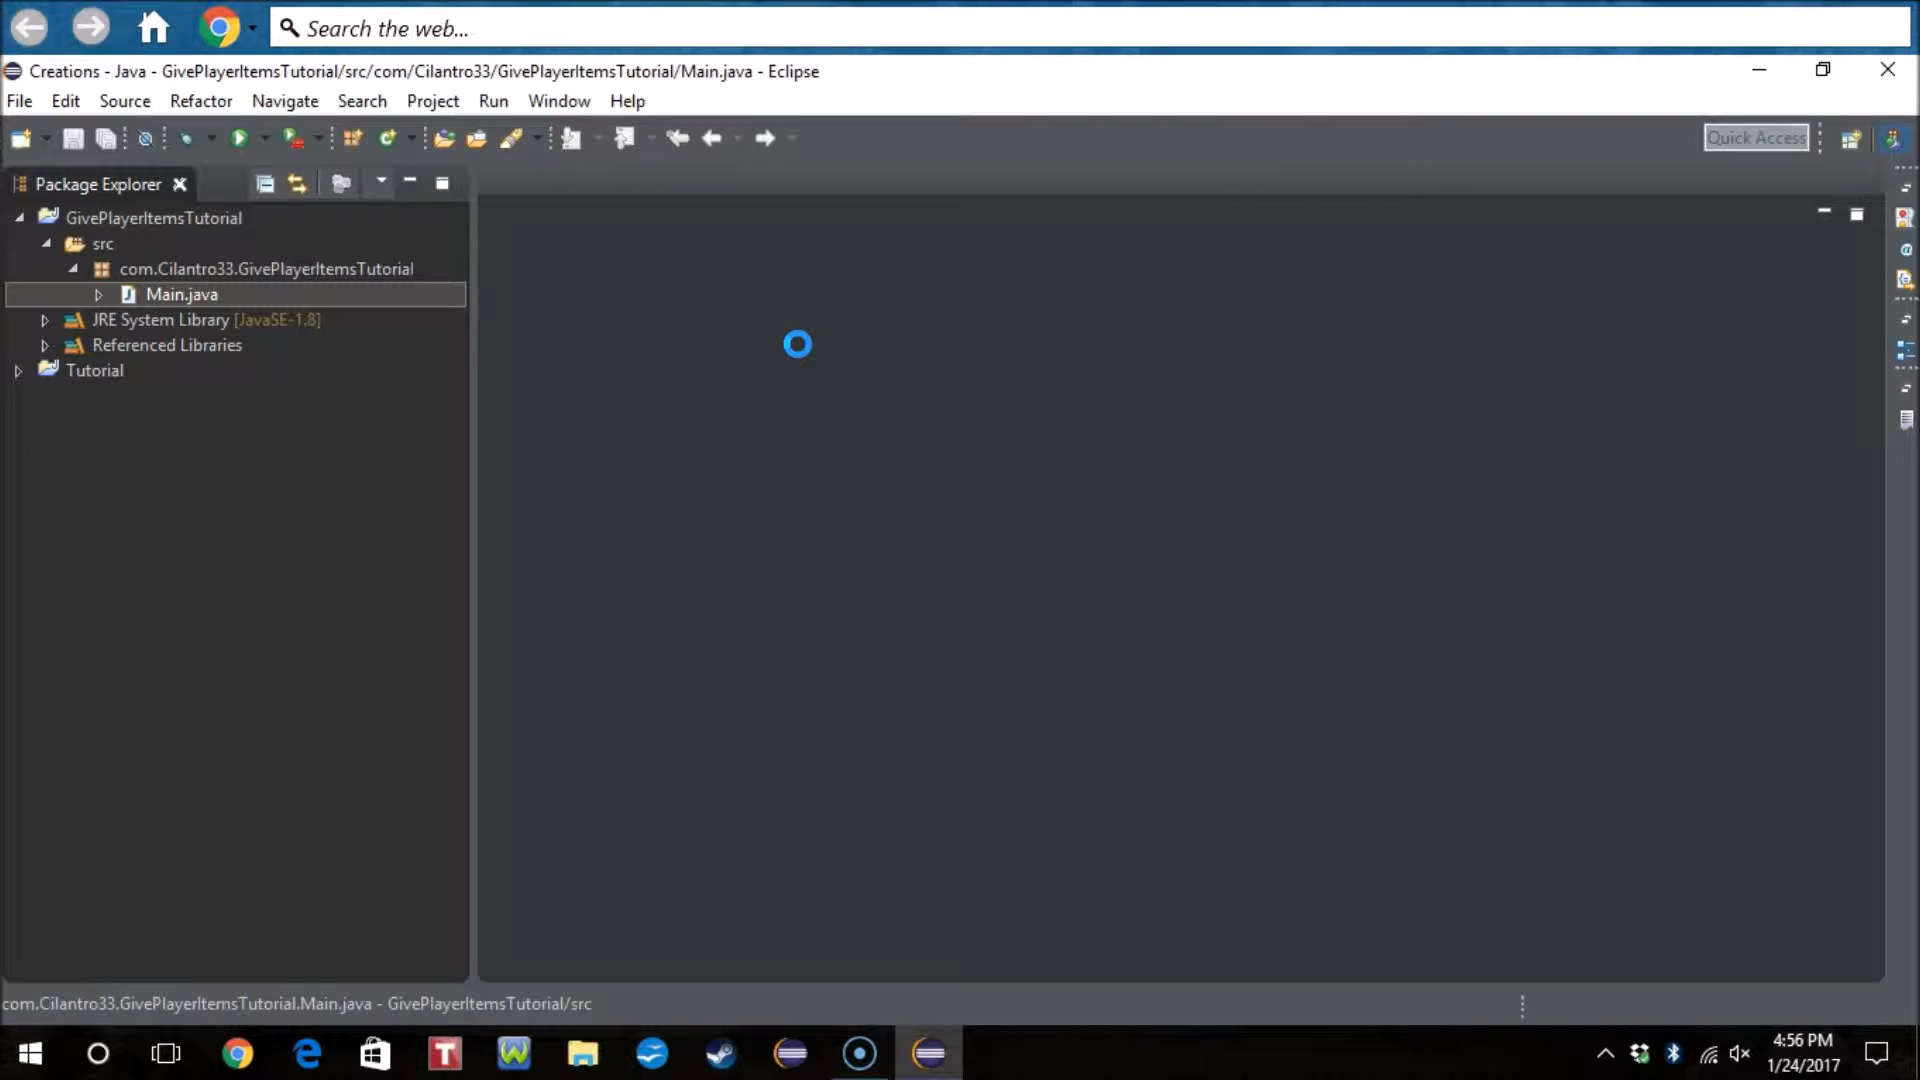 Search the web...
Creations - Java - GivePlayerItemsTutorial/src/com/Cilantro33/GivePlayerItemsTutorial/Main.java - Eclipse
File Edit Source Refactor Navigate Search Project Run Window Help
Quick Access
Package Explorer
GivePlayerItemsTutorial
src
com.Cilantro33.GivePlayerItemsTutorial
Main.java
JRE System Library [JavaSE-1.8]
Referenced Libraries
Tutorial
com.Cilantro33.GivePlayerItemsTutorial.Main.java - GivePlayerItemsTutorial/src
4:56 PM
1/24/2017